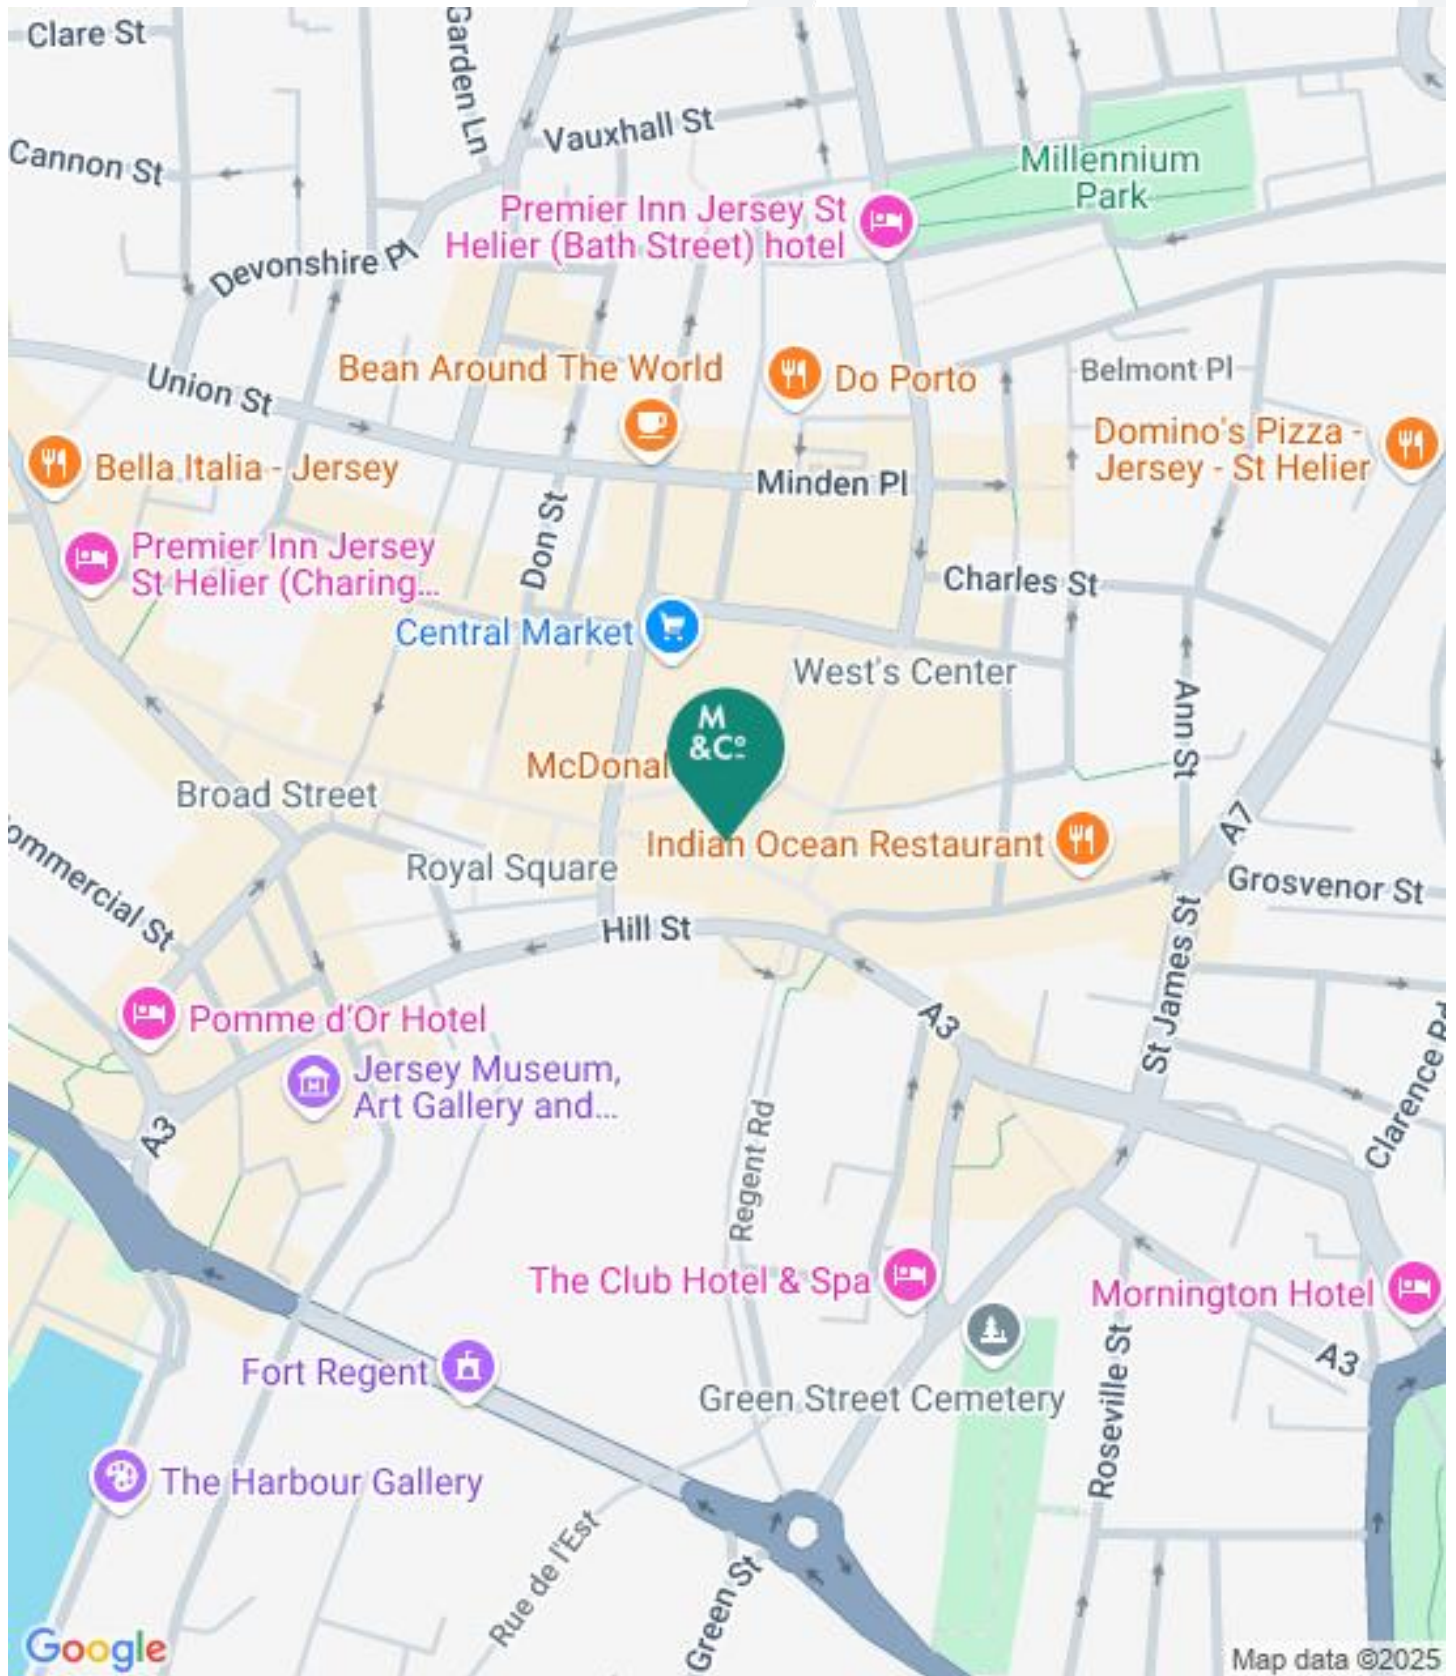 Clare St
Garden Ln
Vauxhall St
Cannon St
Millennium
Park
Premier Inn Jersey St
Helier (Bath Street) hotel
Devonshire Pl
Bean Around The World
Do Porto
Belmont Pl
Union St
Domino's Pizza -
Jersey - St Helier
Bella Italia - Jersey
Minden Pl
Don St
Premier Inn Jersey
St Helier (Charing...
Charles St
Central Market
West's Center
M
&Co
McDonal
Ann St
Broad Street
A7
Indian Ocean Restaurant
Royal Square
Grosvenor St
ommercial St
Hill St
St James St
Pomme d'Or Hotel
A3
Jersey Museum,
Art Gallery and...
Clarence Rd
A3
Regent Rd
The Club Hotel & Spa
Mornington Hotel
Fort Regent
A3
Green Street Cemetery
Roseville St
The Harbour Gallery
Rue de l'Est
Green St
Google
Map data ©2025